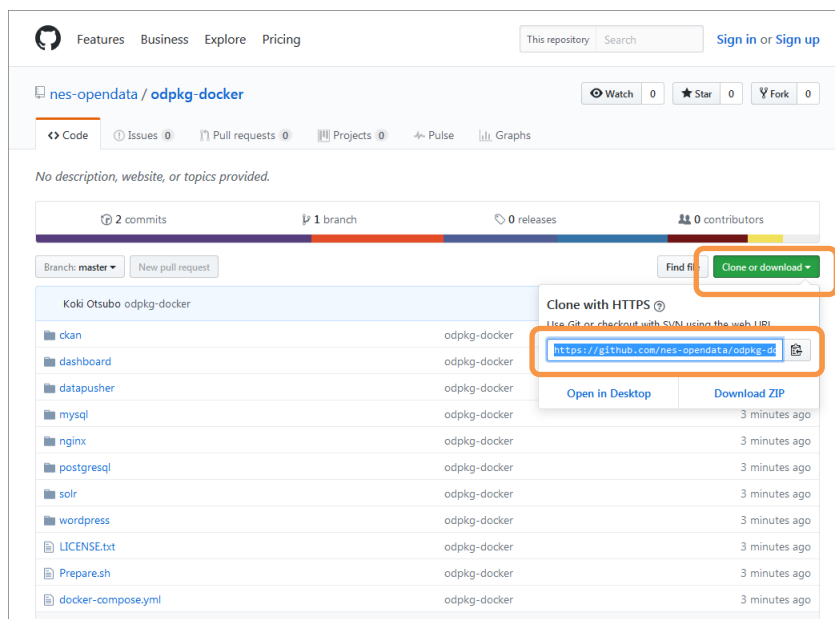 Features Business Explore Pricing This repository Search Sign in or Sign up
nes-opendata / odpkg-docker Watch 0 Star 0 Fork 0
Code Issues 0 Pull requests 0 Projects 0 Pulse Graphs
No description, website, or topics provided.
2 commits 1 branch 0 releases 0 contributors
Branch: master New pull request Find file Clone or download
Koki Otsubo odpkg-docker
Clone with HTTPS
Use Git or checkout with SVN using the web URL.
https://github.com/nes-opendata/odpkg-do
Open in Desktop Download ZIP
ckan odpkg-docker
dashboard odpkg-docker
datapusher odpkg-docker
mysql odpkg-docker 3 minutes ago
nginx odpkg-docker 3 minutes ago
postgresql odpkg-docker 3 minutes ago
solr odpkg-docker 3 minutes ago
wordpress odpkg-docker 3 minutes ago
LICENSE.txt odpkg-docker 3 minutes ago
Prepare.sh odpkg-docker 3 minutes ago
docker-compose.yml odpkg-docker 3 minutes ago